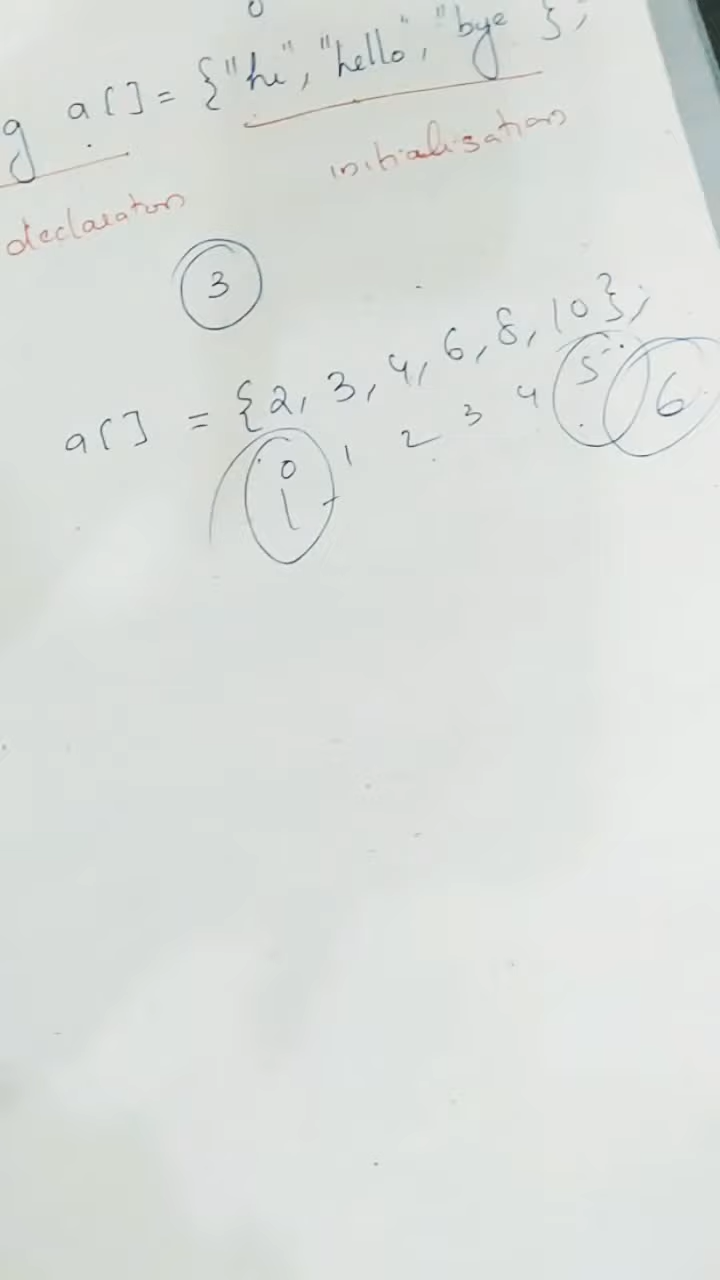 g a[] = {"hi", "hello", "bye };
declaration initialisation
3
a[] = {2, 3, 4, 6, 8, 10};
0 1 2 3 4 5 6
1